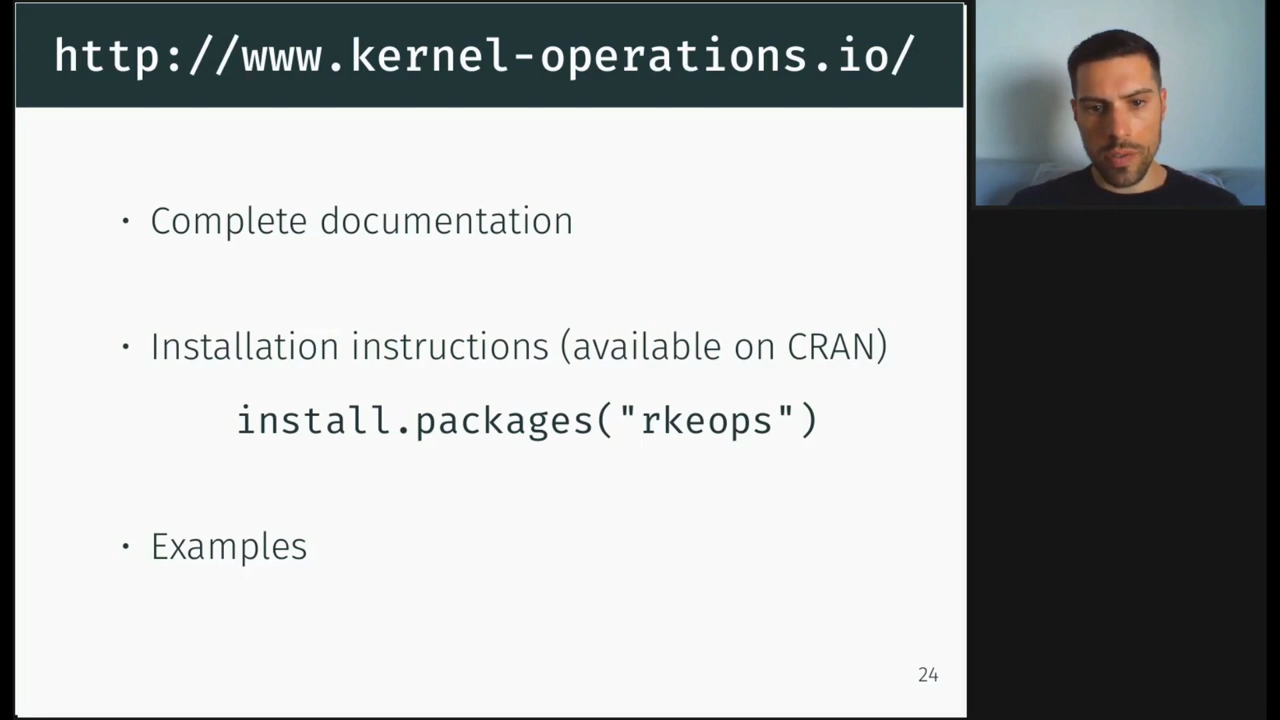 http://www.kernel-operations.io/
• Complete documentation
• Installation instructions (available on CRAN)
install.packages("rkeops")
• Examples
24